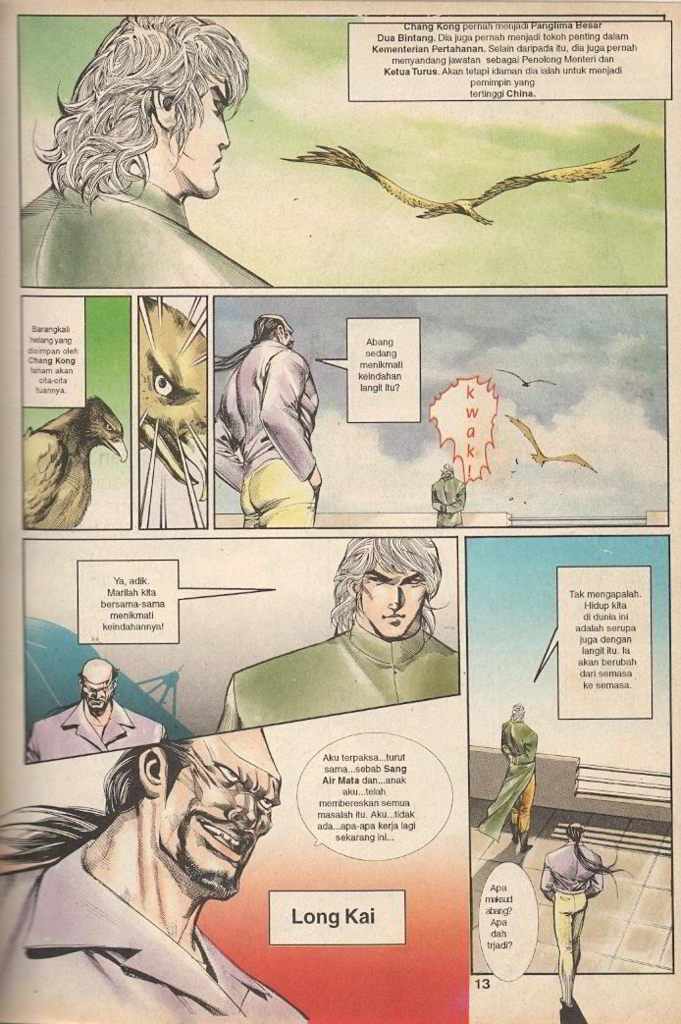 Chang Kong pernah menjadi Panglima Besar
Dua Bintang. Dia juga pernah menjadi tokoh penting dalam
Kementerian Pertahanan. Selain daripada itu, dia juga pernah
menyandang jawatan sebagai Penolong Menteri dan
Ketua Turus. Akan tetapi idaman dia ialah untuk menjadi
pemimpin yang
tertinggi China.
Barangkali
helang yang
disimpan oleh
Chang Kong
faham akan
cita-cita
tuannya.
Abang
sedang
menikmati
keindahan
langit itu?
kwak!
Ya, adik.
Marilah kita
bersama-sama
menikmati
keindahannya!
Tak mengapalah.
Hidup kita
di dunia ini
adalah serupa
juga dengan
langit itu. Ia
akan berubah
dari semasa
ke semasa.
Aku terpaksa...turut
sama...sebab Sang
Air Mata dan...anak
aku...telah
membereskan semua
masalah itu. Aku...tidak
ada...apa-apa kerja lagi
sekarang ini...
Long Kai
Apa
maksud
abang?
Apa
dah
trjadi?
13